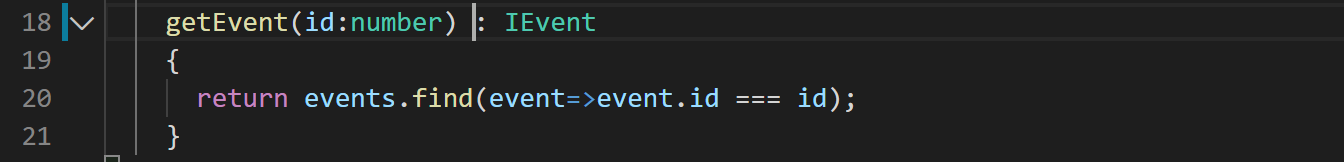 18 getEvent(id:number) : IEvent
19 {
20 return events.find(event=>event.id === id);
21 }